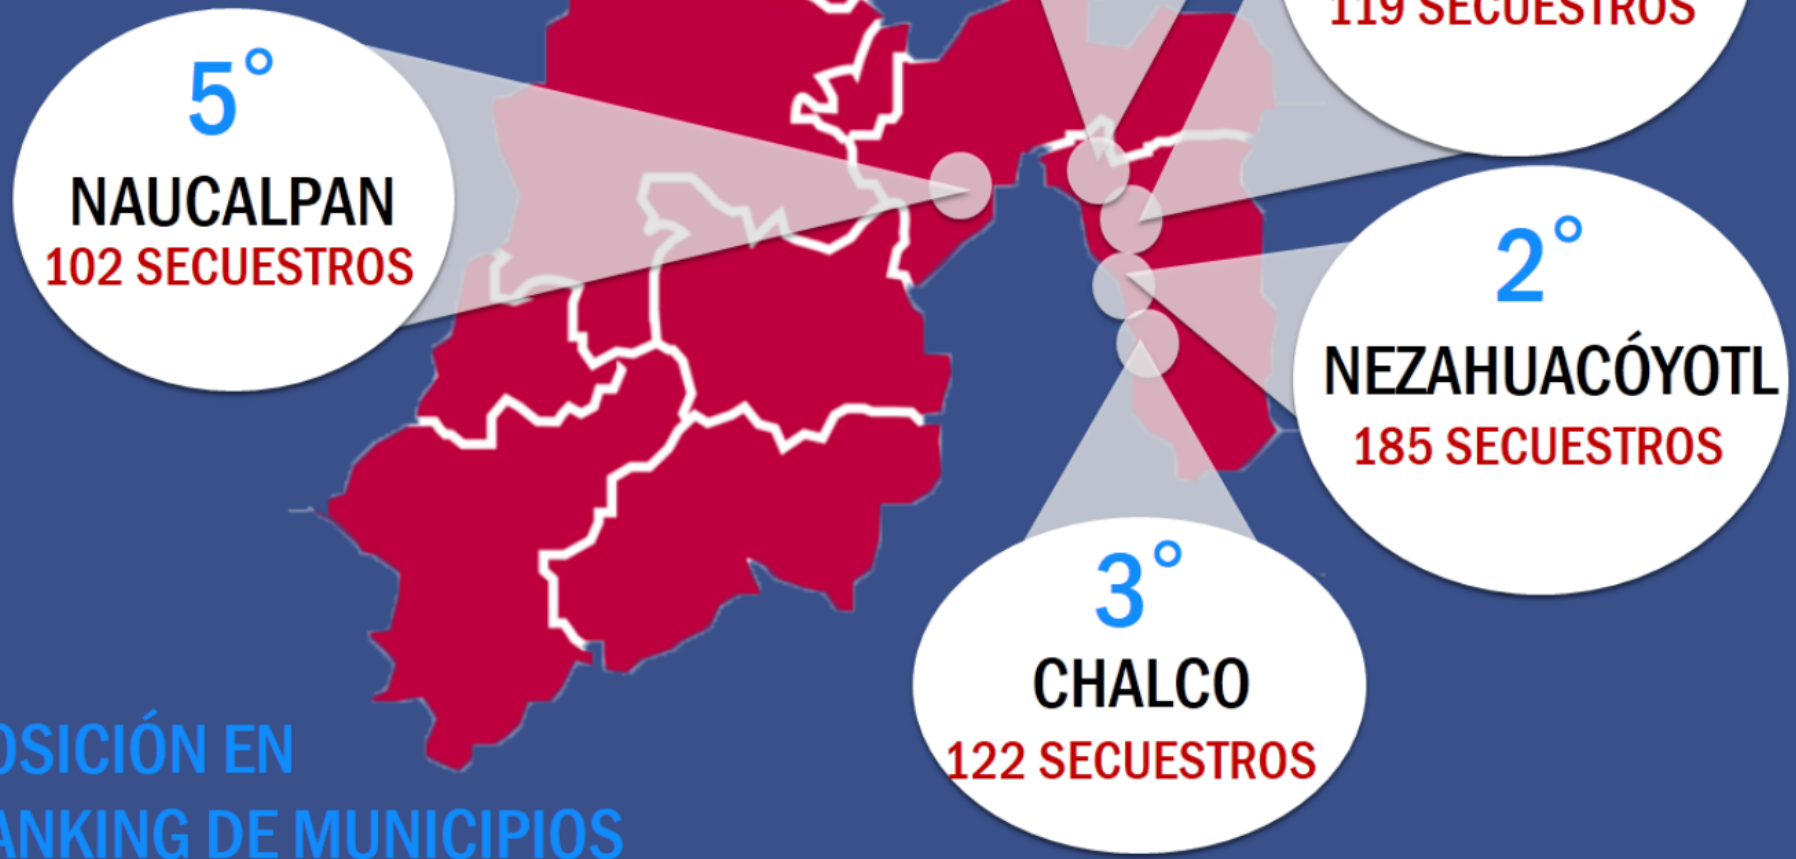 119 SECUESTROS
5°
NAUCALPAN
102 SECUESTROS
2°
NEZAHUACÓYOTL
185 SECUESTROS
3°
CHALCO
122 SECUESTROS
OSICIÓN EN
ANKING DE MUNICIPIOS